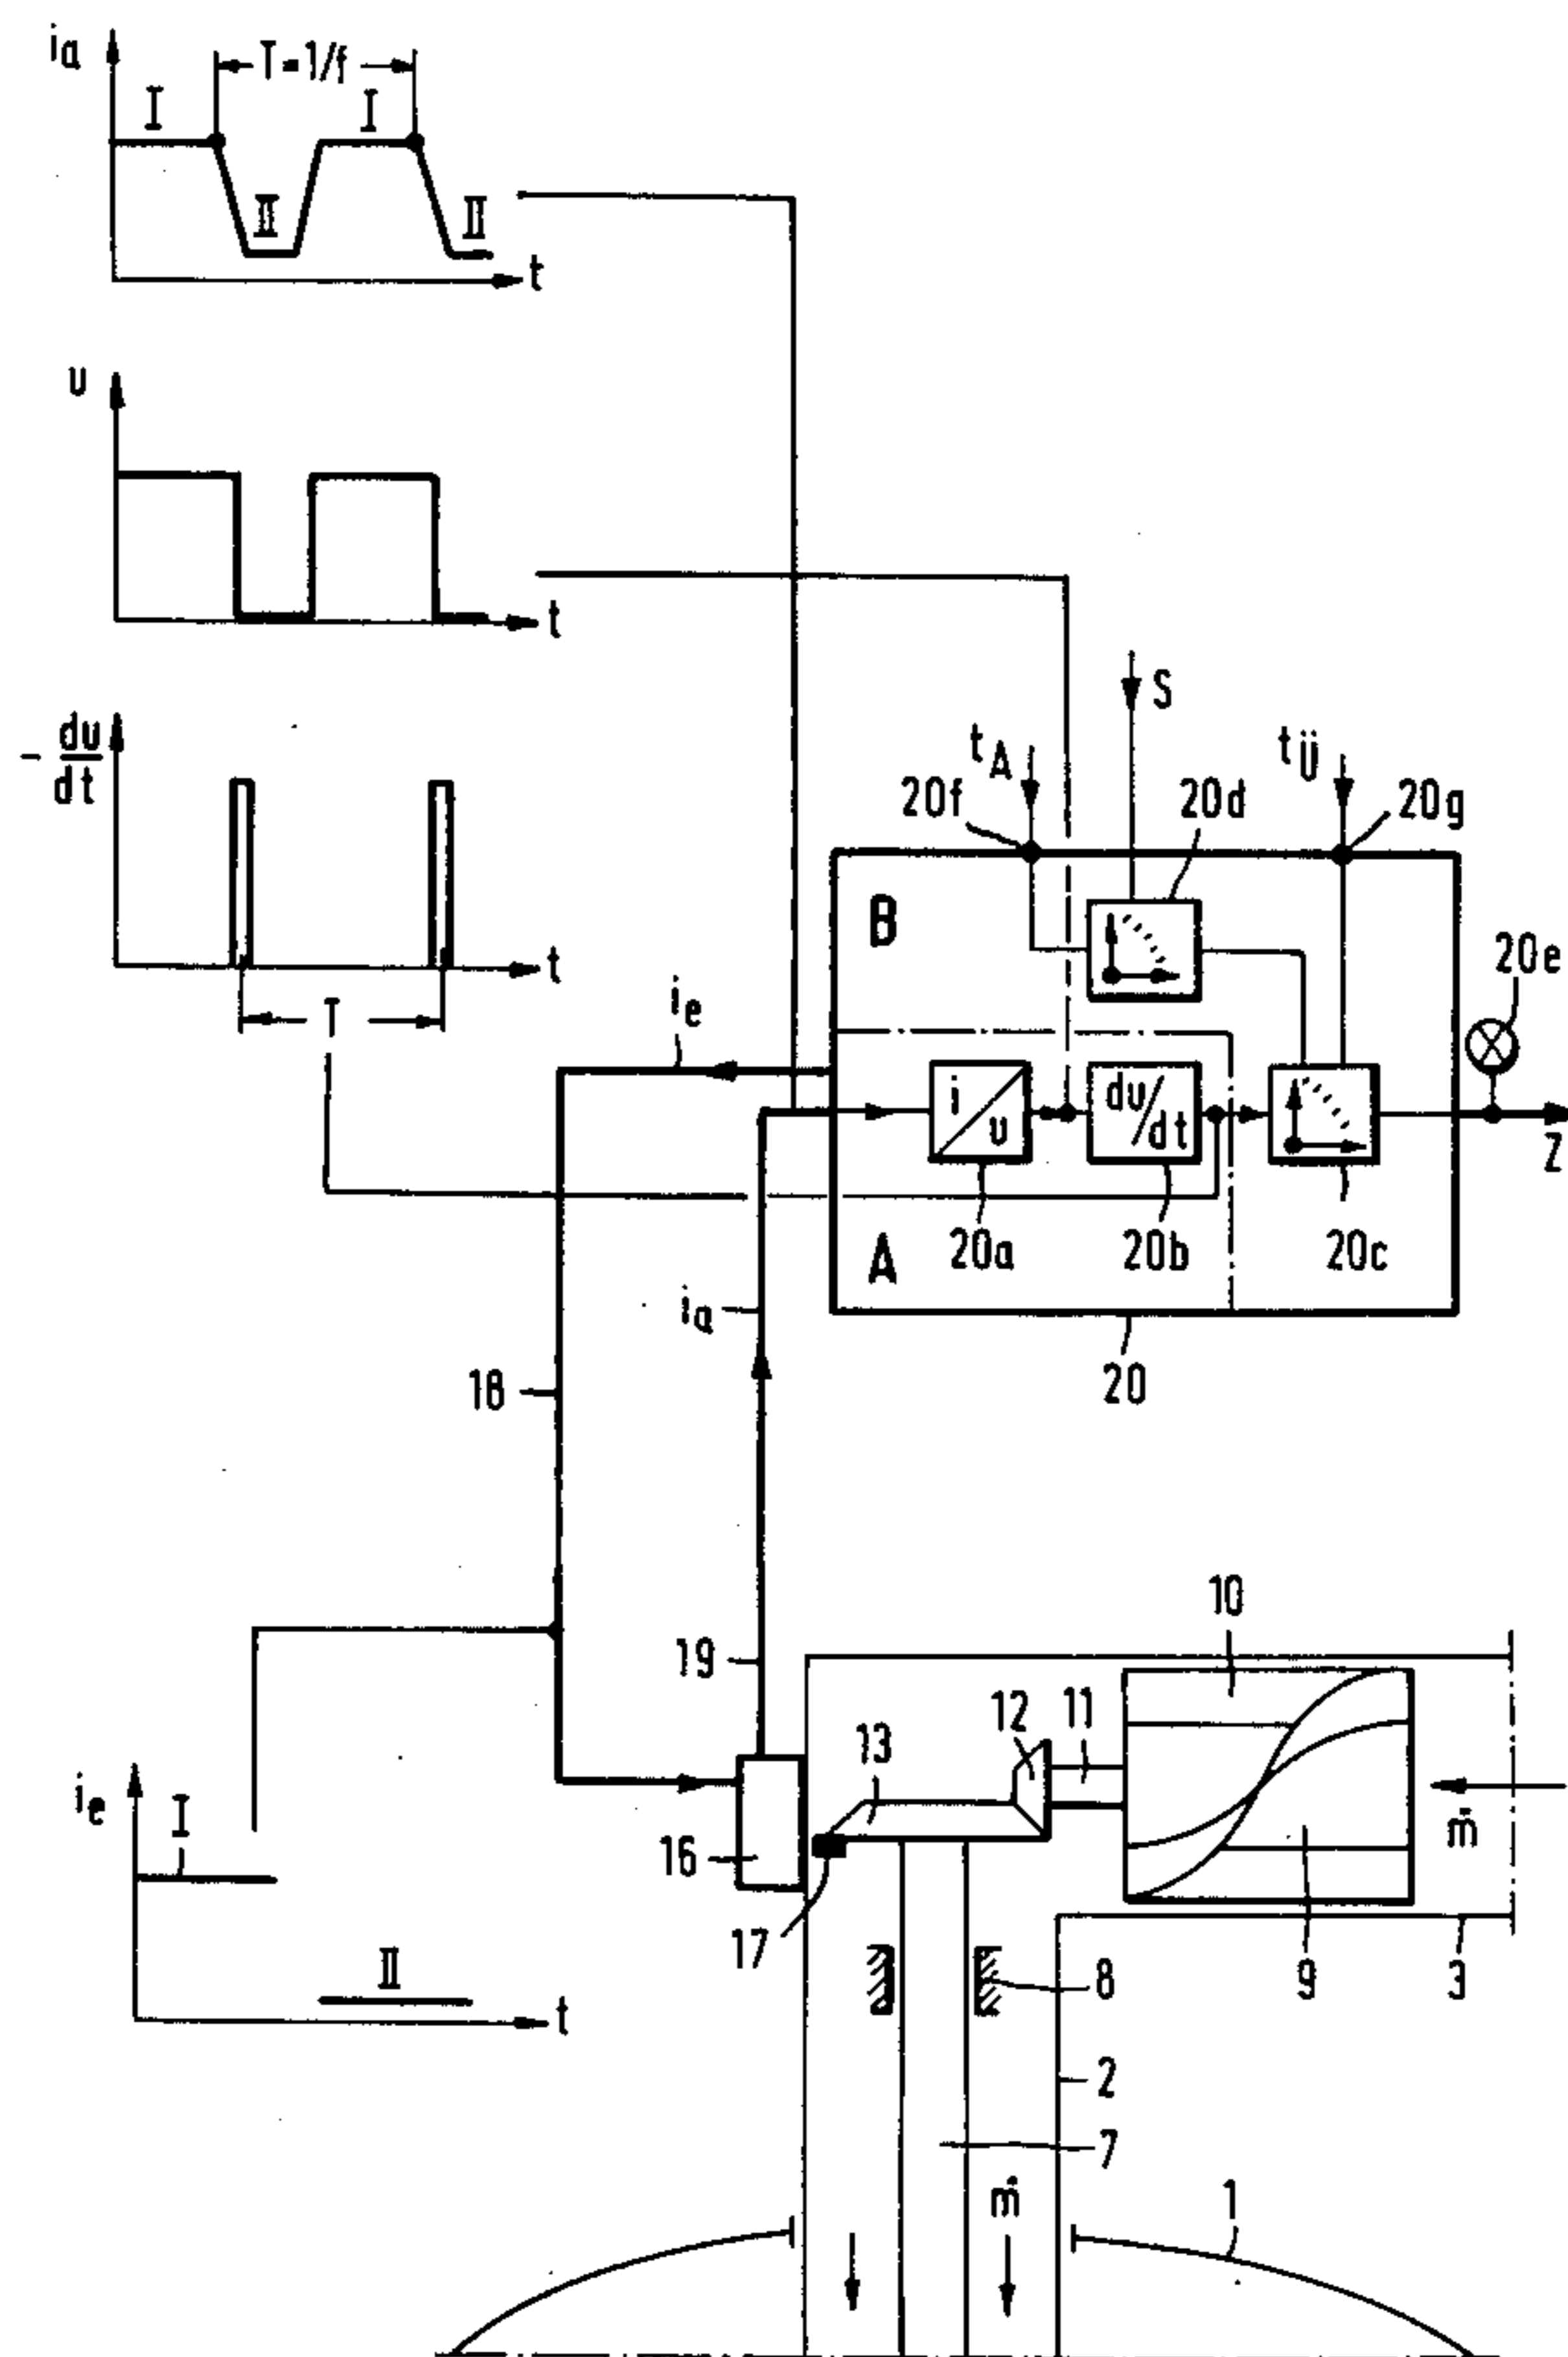 ia
T=1/f
I
I
II
II
t
u
t
S
- du/dt
tA
tü
20f
20d
20g
t
B
20e
T
ie
i/u
du/dt
Z
A
20a
20b
20c
ia
18
20
10
19
12
11
13
ie
I
ṁ
16
17
II
8
9
3
t
2
7
ṁ
1